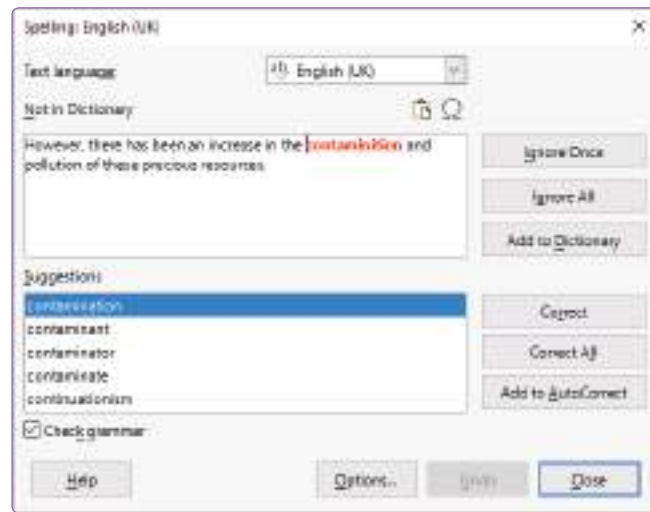 Spelling: English (UK)
Text language
English (UK)
Not in Dictionary
However, there has been an increase in the contaminition and
pollution of these precious resources.
Ignore Once
Ignore All
Add to Dictionary
Suggestions
contamination
contaminant
contaminator
contaminate
continuationism
Correct
Correct All
Add to AutoCorrect
Check grammar
Help
Options...
Undo
Close